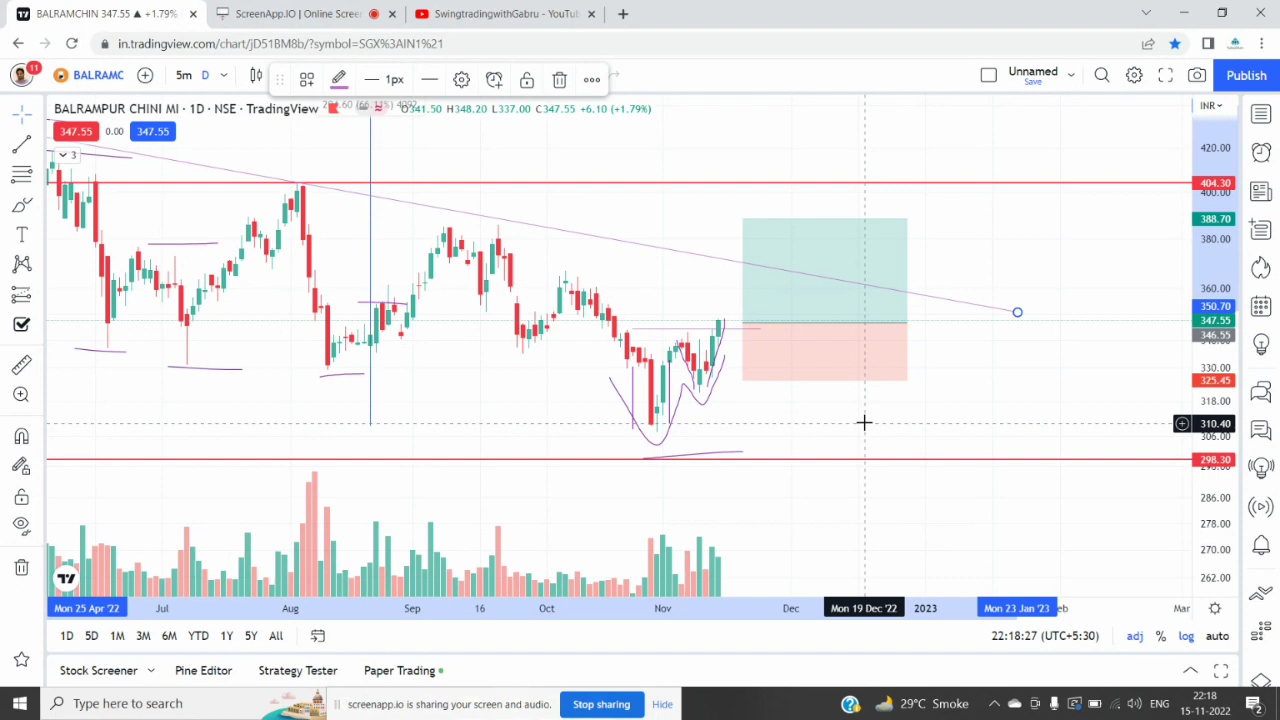 BALRAMCHIN 347.55 ▲ +1.79%
ScreenApp.IO | Online Scree
SwingtradingwithGabru - YouTu
in.tradingview.com/chart/jD51BM8b/?symbol=SGX%3AIN1%21
11
BALRAMC
5m
D
1px
Unnamed
Save
Publish
BALRAMPUR CHINI MI · 1D · NSE · TradingView
O341.50 H348.20 L337.00 C347.55 +6.10 (+1.79%)
INR
347.55
0.00
347.55
3
420.00
404.30
400.00
388.70
380.00
360.00
350.70
347.55
346.55
340.00
330.00
325.45
318.00
310.40
306.00
298.30
286.00
278.00
270.00
262.00
Mon 25 Apr '22
Jul
Aug
Sep
16
Oct
Nov
Dec
Mon 19 Dec '22
2023
Mon 23 Jan '23
eb
Mar
1D
5D
1M
3M
6M
YTD
1Y
5Y
All
22:18:27 (UTC+5:30)
adj
%
log
auto
Stock Screener
Pine Editor
Strategy Tester
Paper Trading
Type here to search
screenapp.io is sharing your screen and audio.
Stop sharing
Hide
29°C Smoke
ENG
22:18
15-11-2022
2